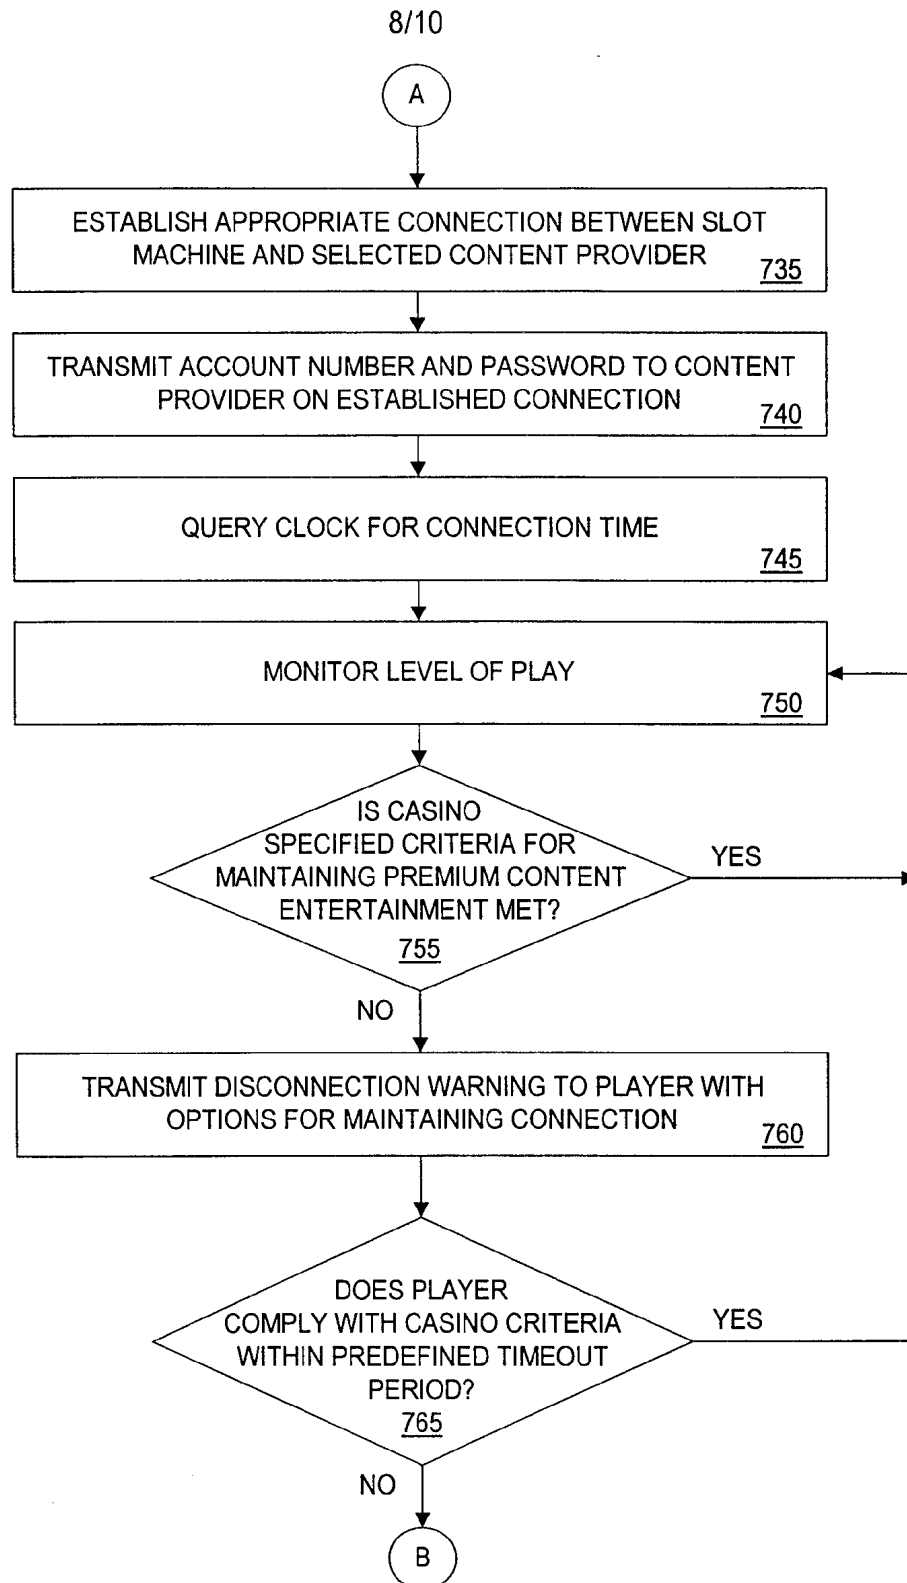 8/10
A
ESTABLISH APPROPRIATE CONNECTION BETWEEN SLOT
MACHINE AND SELECTED CONTENT PROVIDER
735
TRANSMIT ACCOUNT NUMBER AND PASSWORD TO CONTENT
PROVIDER ON ESTABLISHED CONNECTION
740
QUERY CLOCK FOR CONNECTION TIME
745
MONITOR LEVEL OF PLAY
750
IS CASINO
SPECIFIED CRITERIA FOR
MAINTAINING PREMIUM CONTENT
ENTERTAINMENT MET?
755
YES
NO
TRANSMIT DISCONNECTION WARNING TO PLAYER WITH
OPTIONS FOR MAINTAINING CONNECTION
760
DOES PLAYER
COMPLY WITH CASINO CRITERIA
WITHIN PREDEFINED TIMEOUT
PERIOD?
765
YES
NO
B